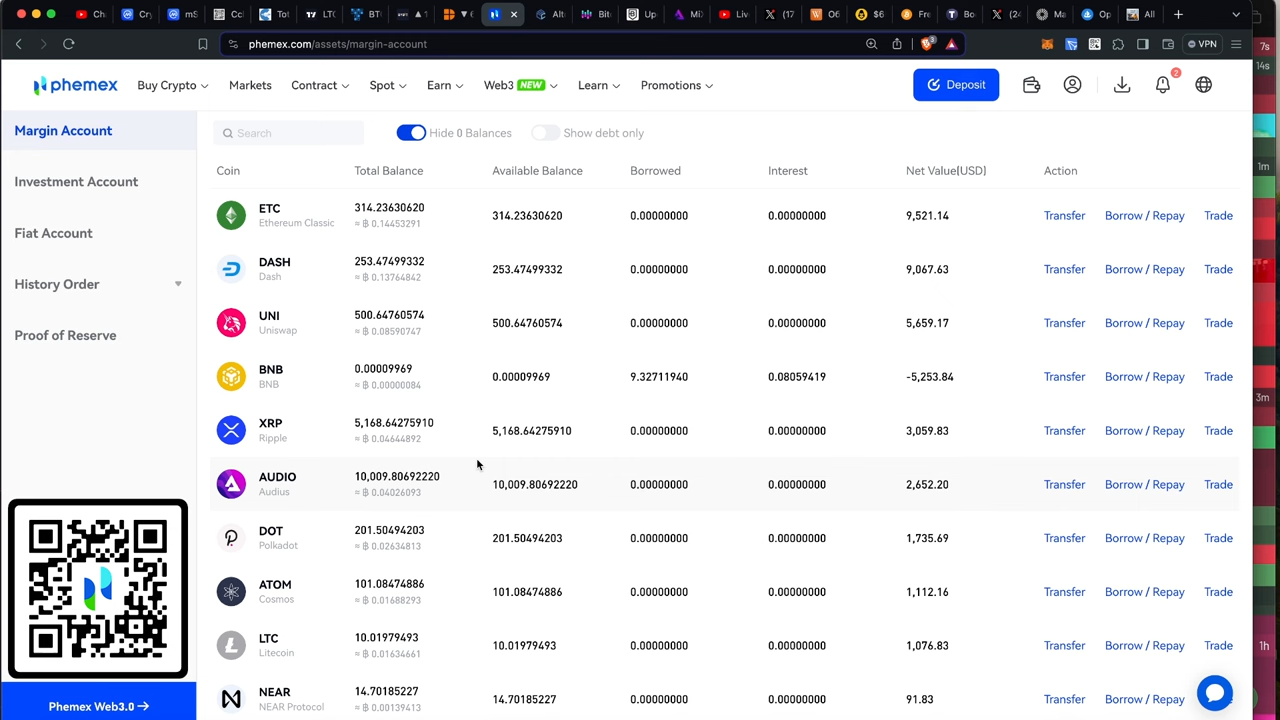 phemex.com/assets/margin-account
VPN
phemex
Buy Crypto
Markets
Contract
Spot
Earn
Web3 NEW
Learn
Promotions
Deposit
2
Margin Account
Investment Account
Fiat Account
History Order
Proof of Reserve
Phemex Web3.0 →
Search
Hide 0 Balances
Show debt only
Coin Total Balance Available Balance Borrowed Interest Net Value(USD) Action
ETC 314.23630620 314.23630620 0.00000000 0.00000000 9,521.14 Transfer Borrow / Repay Trade
Ethereum Classic ≈ ฿ 0.14453291
DASH 253.47499332 253.47499332 0.00000000 0.00000000 9,067.63 Transfer Borrow / Repay Trade
Dash ≈ ฿ 0.13764842
UNI 500.64760574 500.64760574 0.00000000 0.00000000 5,659.17 Transfer Borrow / Repay Trade
Uniswap ≈ ฿ 0.08590747
BNB 0.00009969 0.00009969 9.32711940 0.08059419 -5,253.84 Transfer Borrow / Repay Trade
BNB ≈ ฿ 0.00000084
XRP 5,168.64275910 5,168.64275910 0.00000000 0.00000000 3,059.83 Transfer Borrow / Repay Trade
Ripple ≈ ฿ 0.04644892
AUDIO 10,009.80692220 10,009.80692220 0.00000000 0.00000000 2,652.20 Transfer Borrow / Repay Trade
Audius ≈ ฿ 0.04026093
DOT 201.50494203 201.50494203 0.00000000 0.00000000 1,735.69 Transfer Borrow / Repay Trade
Polkadot ≈ ฿ 0.02634813
ATOM 101.08474886 101.08474886 0.00000000 0.00000000 1,112.16 Transfer Borrow / Repay Trade
Cosmos ≈ ฿ 0.01688293
LTC 10.01979493 10.01979493 0.00000000 0.00000000 1,076.83 Transfer Borrow / Repay Trade
Litecoin ≈ ฿ 0.01634661
NEAR 14.70185227 14.70185227 0.00000000 0.00000000 91.83 Transfer Borrow / Repay Trade
NEAR Protocol ≈ ฿ 0.00139413
7s
14s
1m
3m
1h